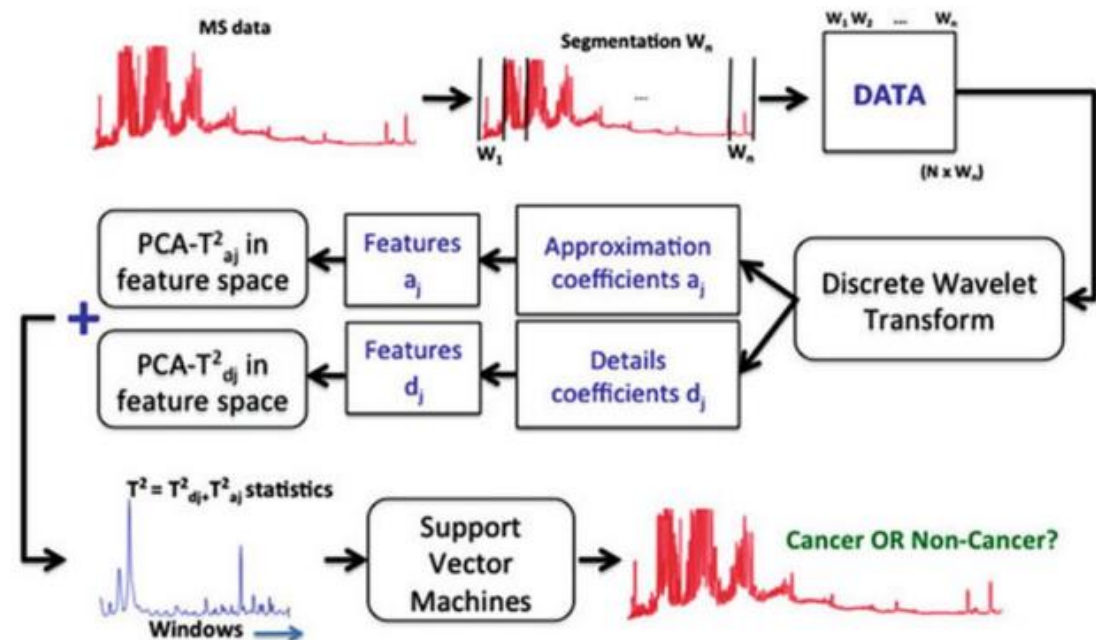 MS data
Segmentation Wₙ
W₁ W₂ ... Wₙ
...
DATA
W₁
Wₙ
(N x Wₙ)
PCA-T²ₐⱼ in
feature space
Features
aⱼ
Approximation
coefficients aⱼ
Discrete Wavelet
Transform
+
PCA-T²dj in
feature space
Features
dⱼ
Details
coefficients dⱼ
T² = T²dj+T²aj statistics
Support
Vector
Machines
Cancer OR Non-Cancer?
Windows